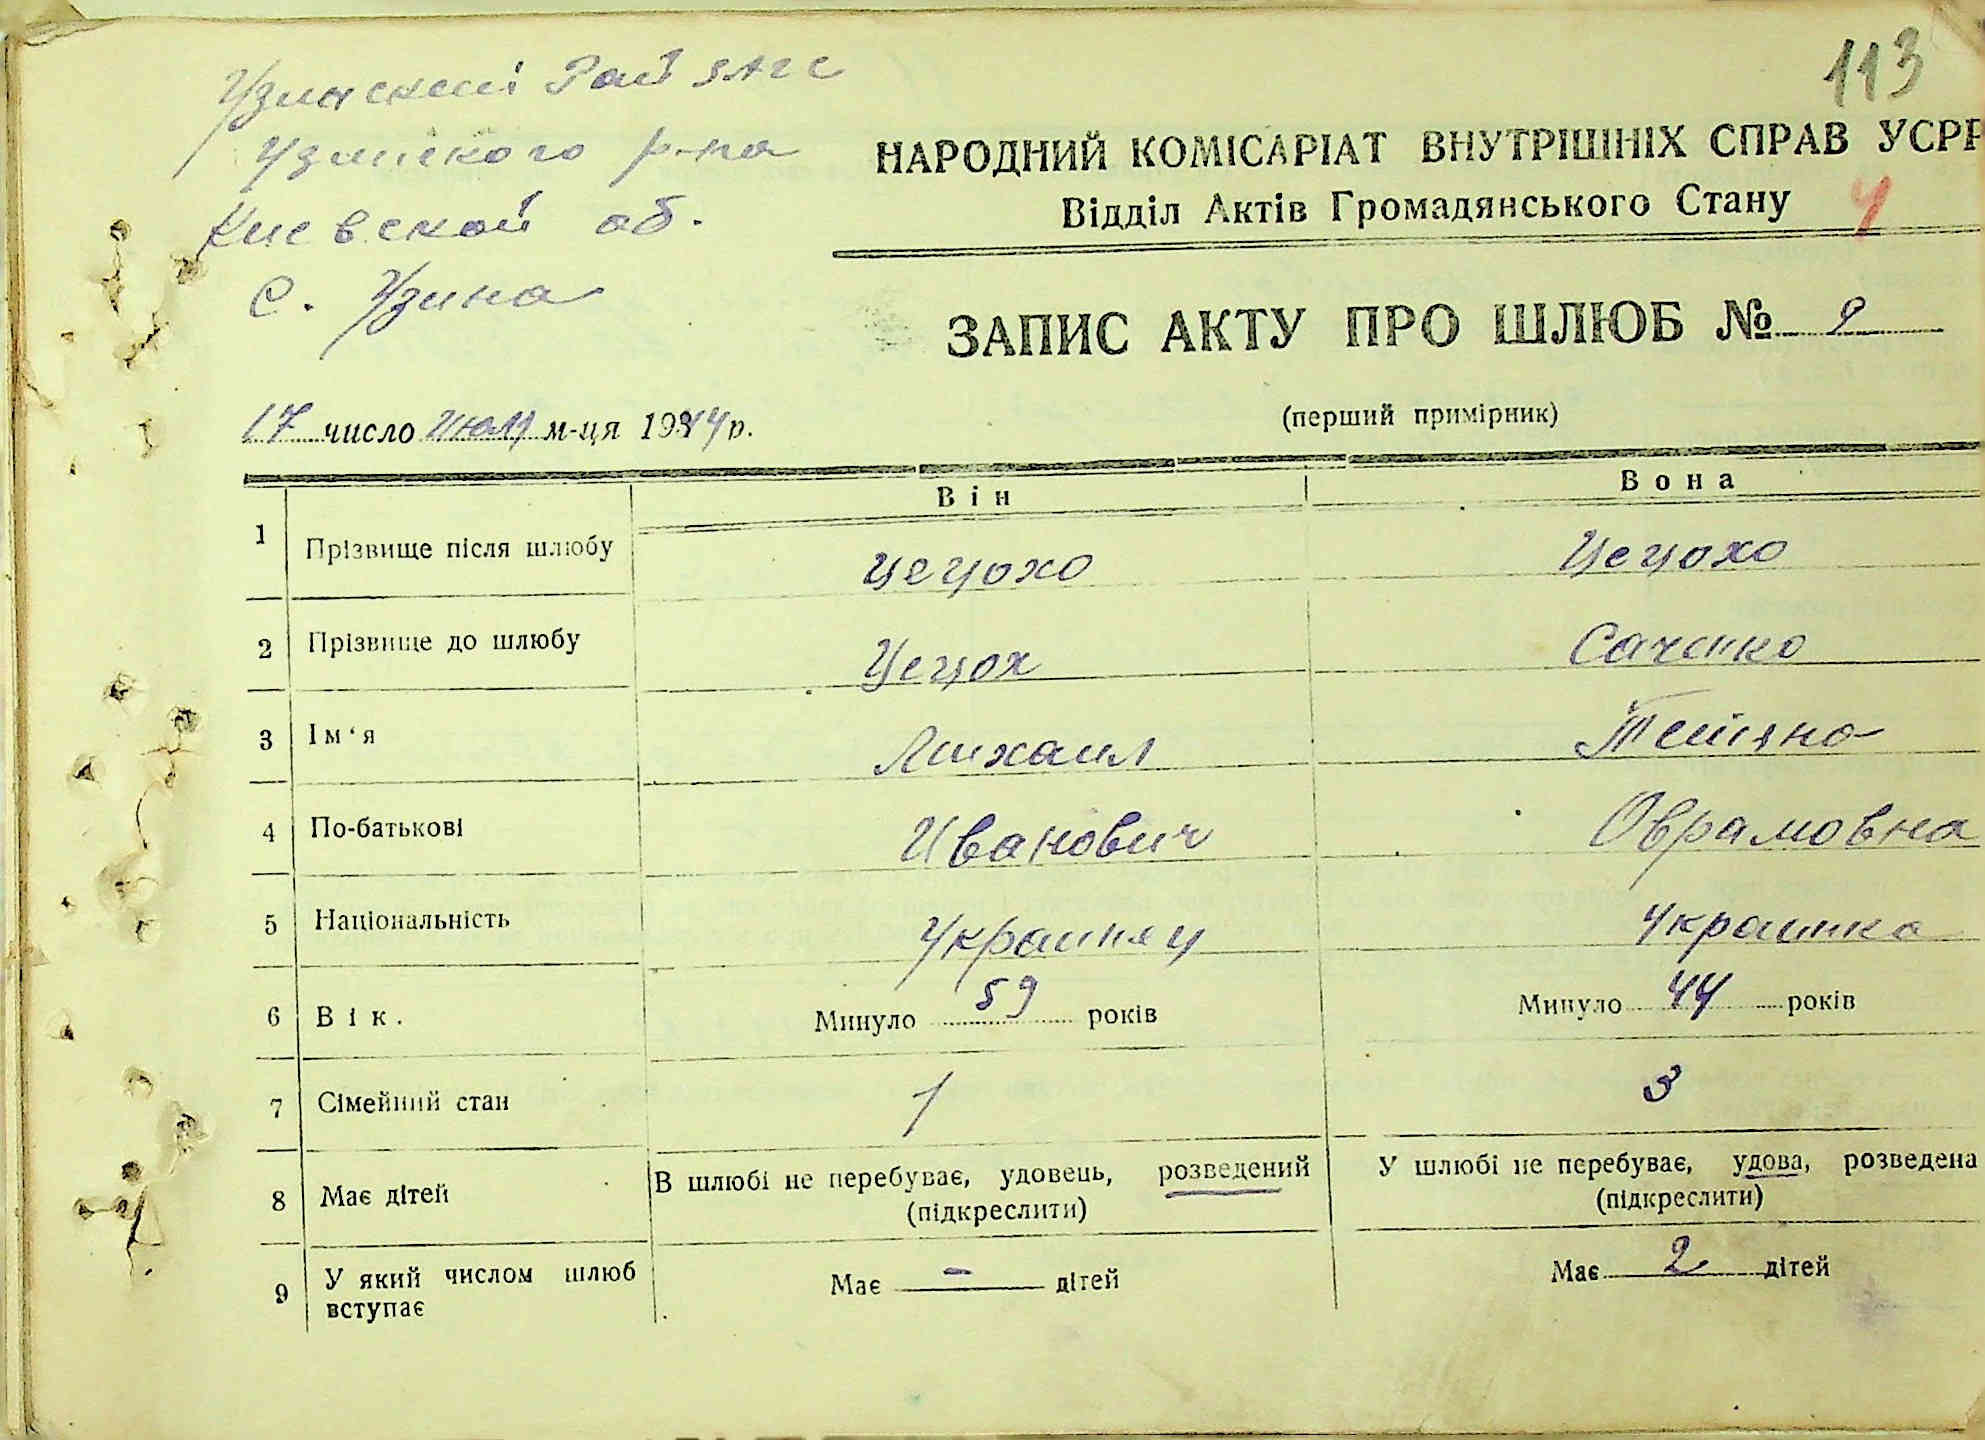 113
Узинский Рай загс
Узинского р-на
Киевской об.
с. Узина
НАРОДНИЙ КОМІСАРІАТ ВНУТРІШНІХ СПРАВ УСРР
Відділ Актів Громадянського Стану 4
ЗАПИС АКТУ ПРО ШЛЮБ № 9
(перший примірник)
17 число июля м-ця 1944 р.
Він Вона
1 Прізвище після шлюбу Цецохо Цецохо
2 Прізвище до шлюбу Цецох Саченко
3 Ім‘я Михаил Тетяна
4 По-батькові Иванович Оврамовна
5 Національність Украинец Украинка
6 Вік. Минуло 59 років Минуло 44 років
7 Сімейний стан 1 3
8 Має дітей В шлюбі не перебуває, удовець, розведений У шлюбі не перебуває, удова, розведена
(підкреслити) (підкреслити)
9 У який числом шлюб вступає Має – дітей Має 2 дітей